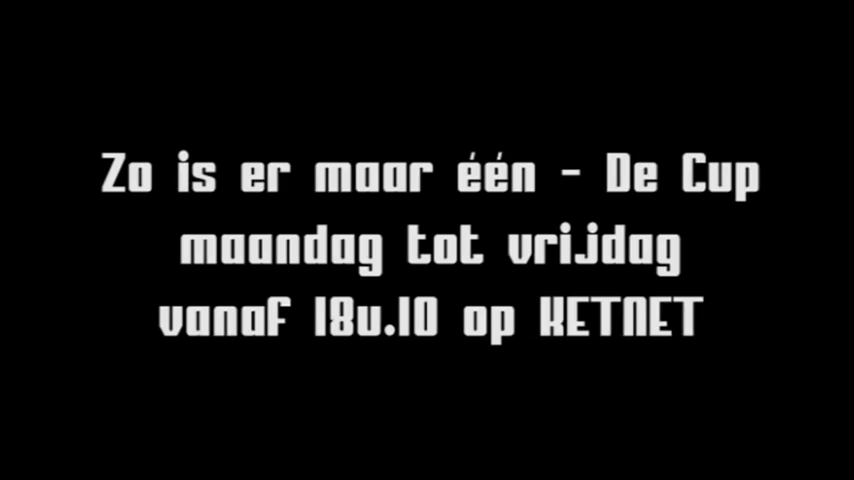 Zo is er maar één - De Cup
maandag tot vrijdag
vanaf 18u.10 op KETNET